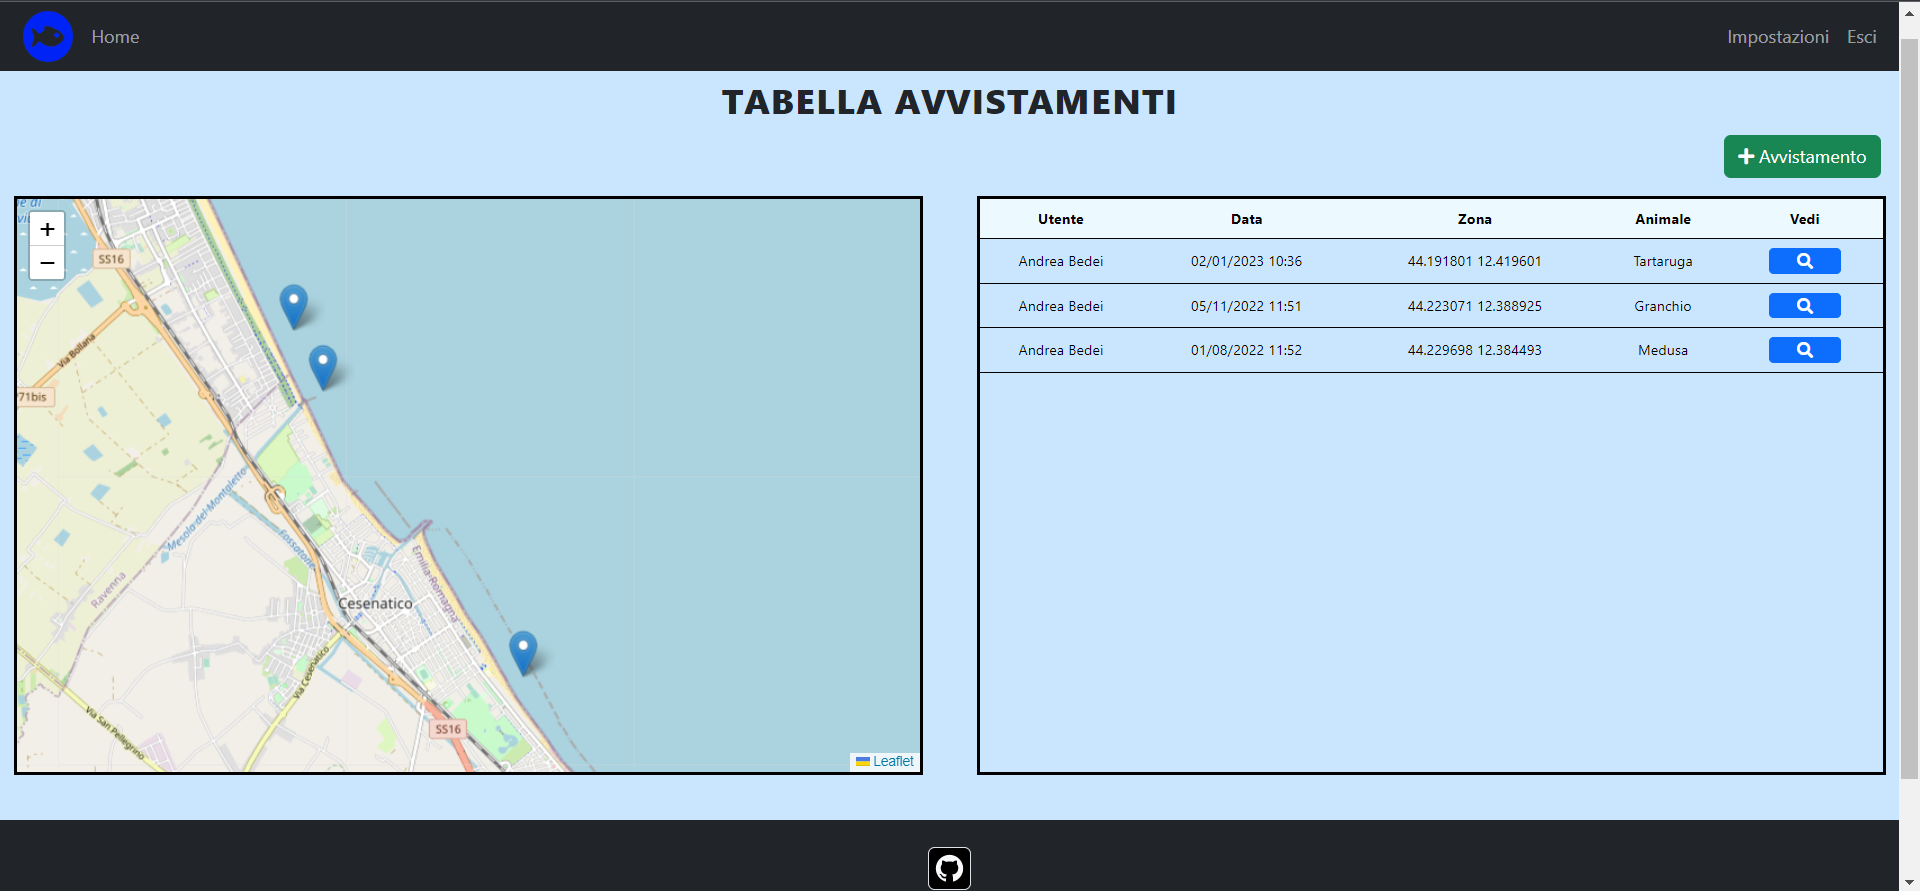 Home
Impostazioni Esci
TABELLA AVVISTAMENTI
+ Avvistamento
+
−
SS16
Via Bollana
71bis
Mesola del Montaletto
Fossatone
Ravenna
Emilia-Romagna
Cesenatico
Via Cesenatico
Via San Pellegrino
SS16
Leaflet
Utente Data Zona Animale Vedi
Andrea Bedei 02/01/2023 10:36 44.191801 12.419601 Tartaruga
Andrea Bedei 05/11/2022 11:51 44.223071 12.388925 Granchio
Andrea Bedei 01/08/2022 11:52 44.229698 12.384493 Medusa